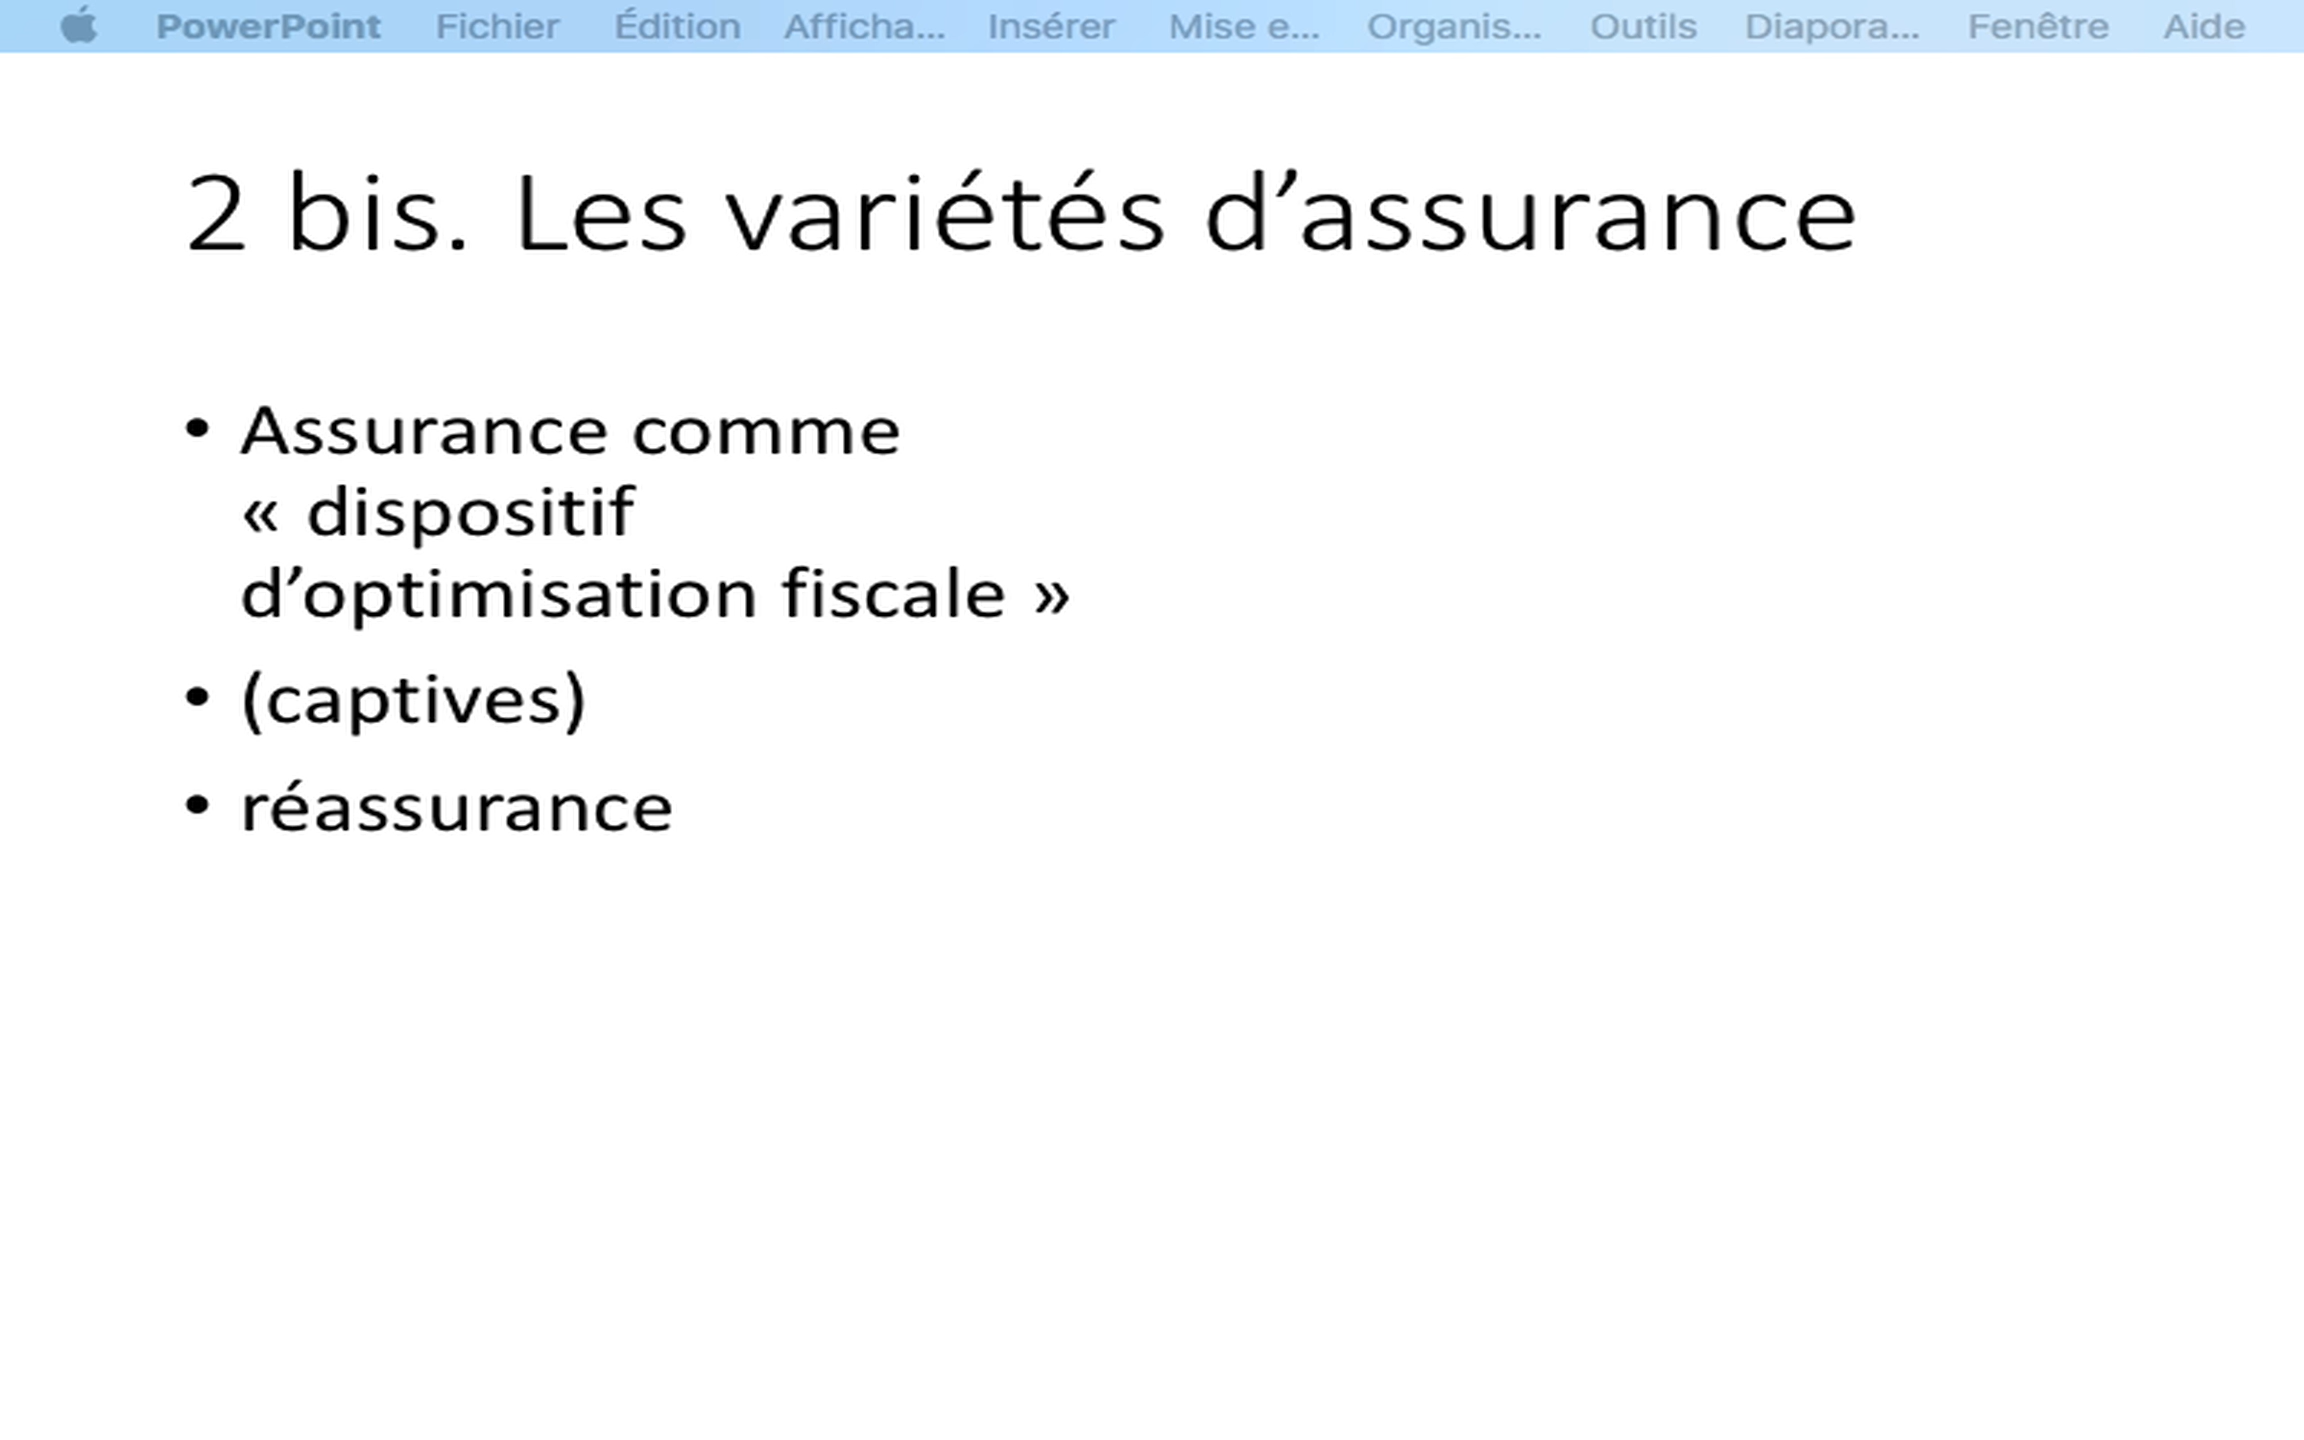 PowerPoint Fichier Édition Afficha... Insérer Mise e... Organis... Outils Diapora... Fenêtre Aide
2 bis. Les variétés d’assurance
• Assurance comme
« dispositif
d’optimisation fiscale »
• (captives)
• réassurance